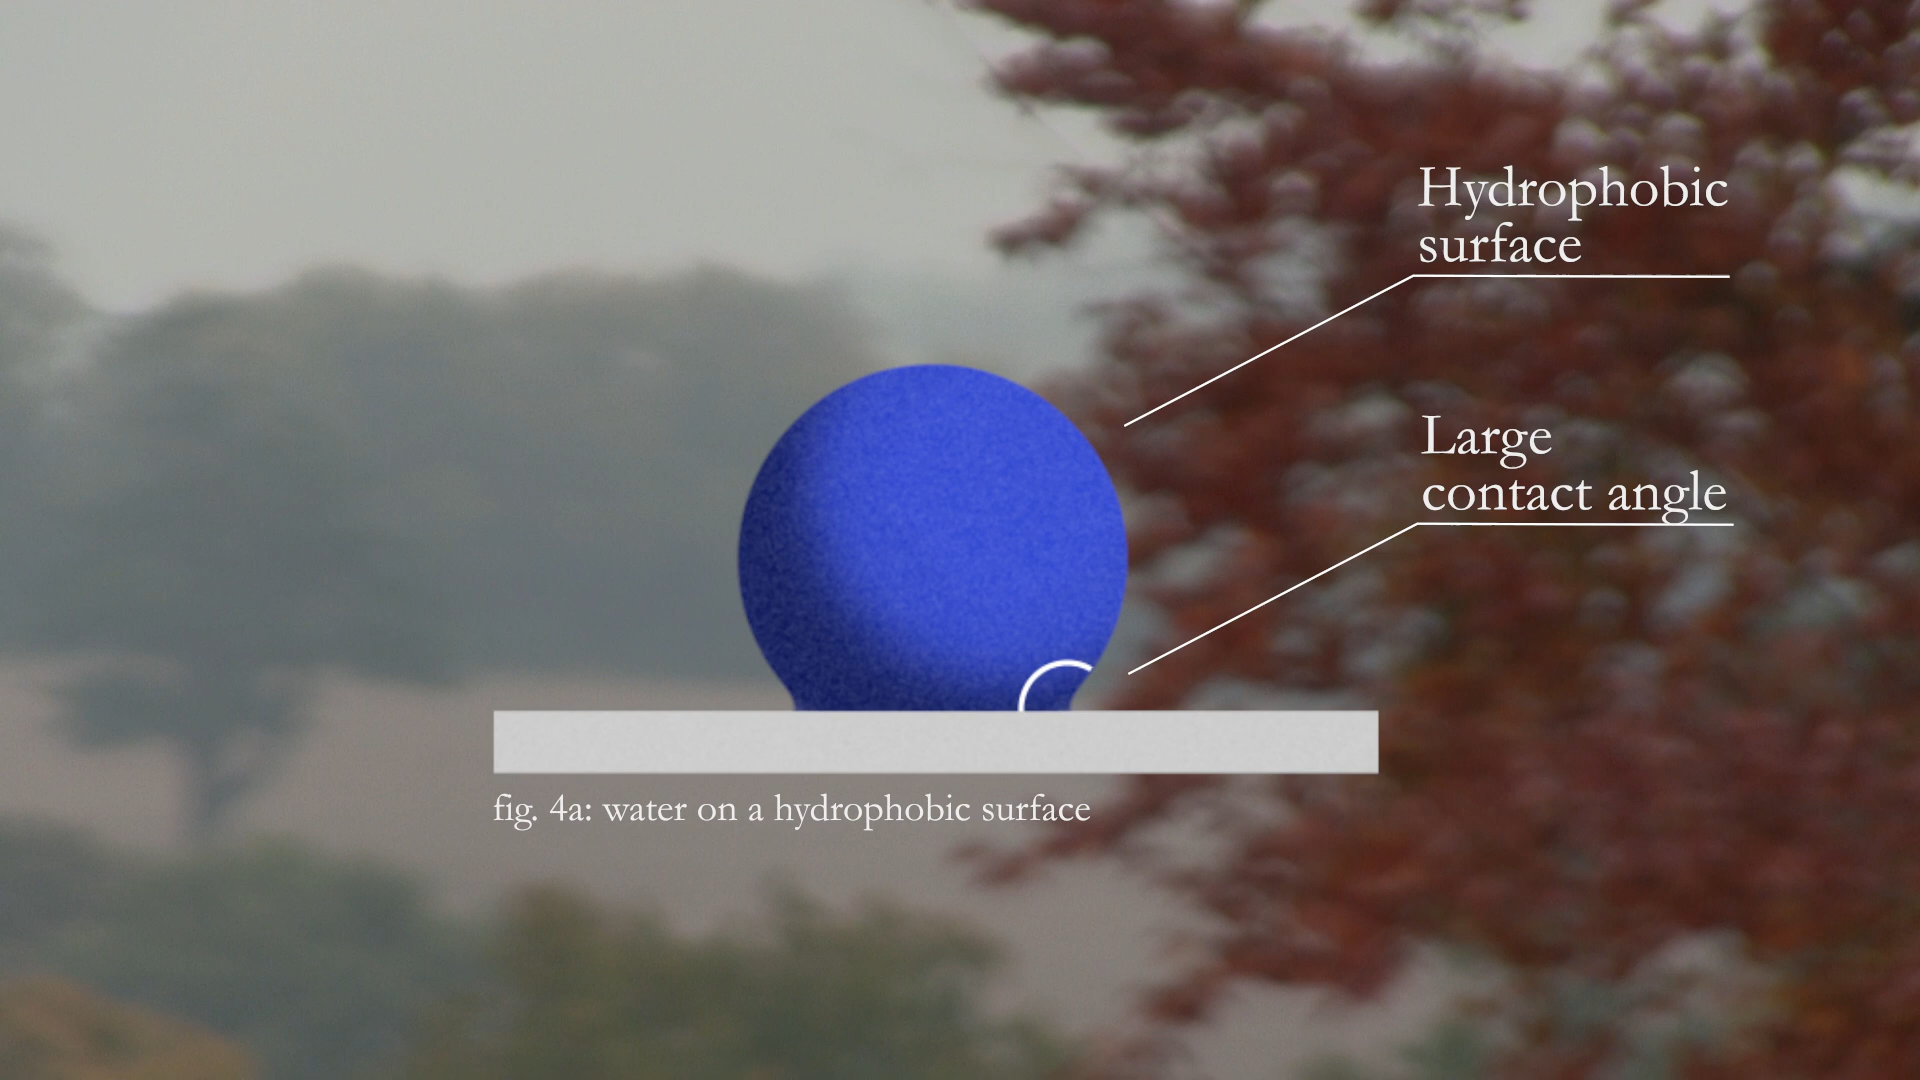 Hydrophobic
surface
Large
contact angle
fig. 4a: water on a hydrophobic surface